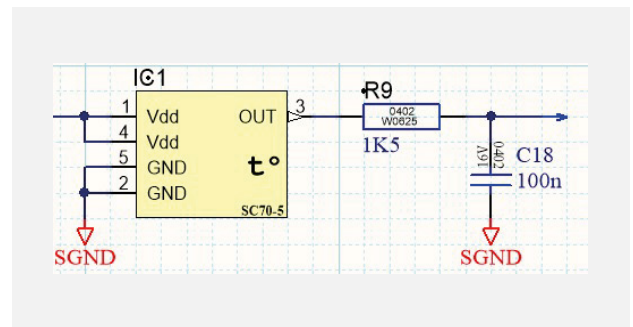 IC1
1 Vdd OUT 3
4 Vdd
5 GND
t°
2 GND
SC70-5
SGND
R9
0402
W0625
1K5
16V
0402
C18
100n
SGND